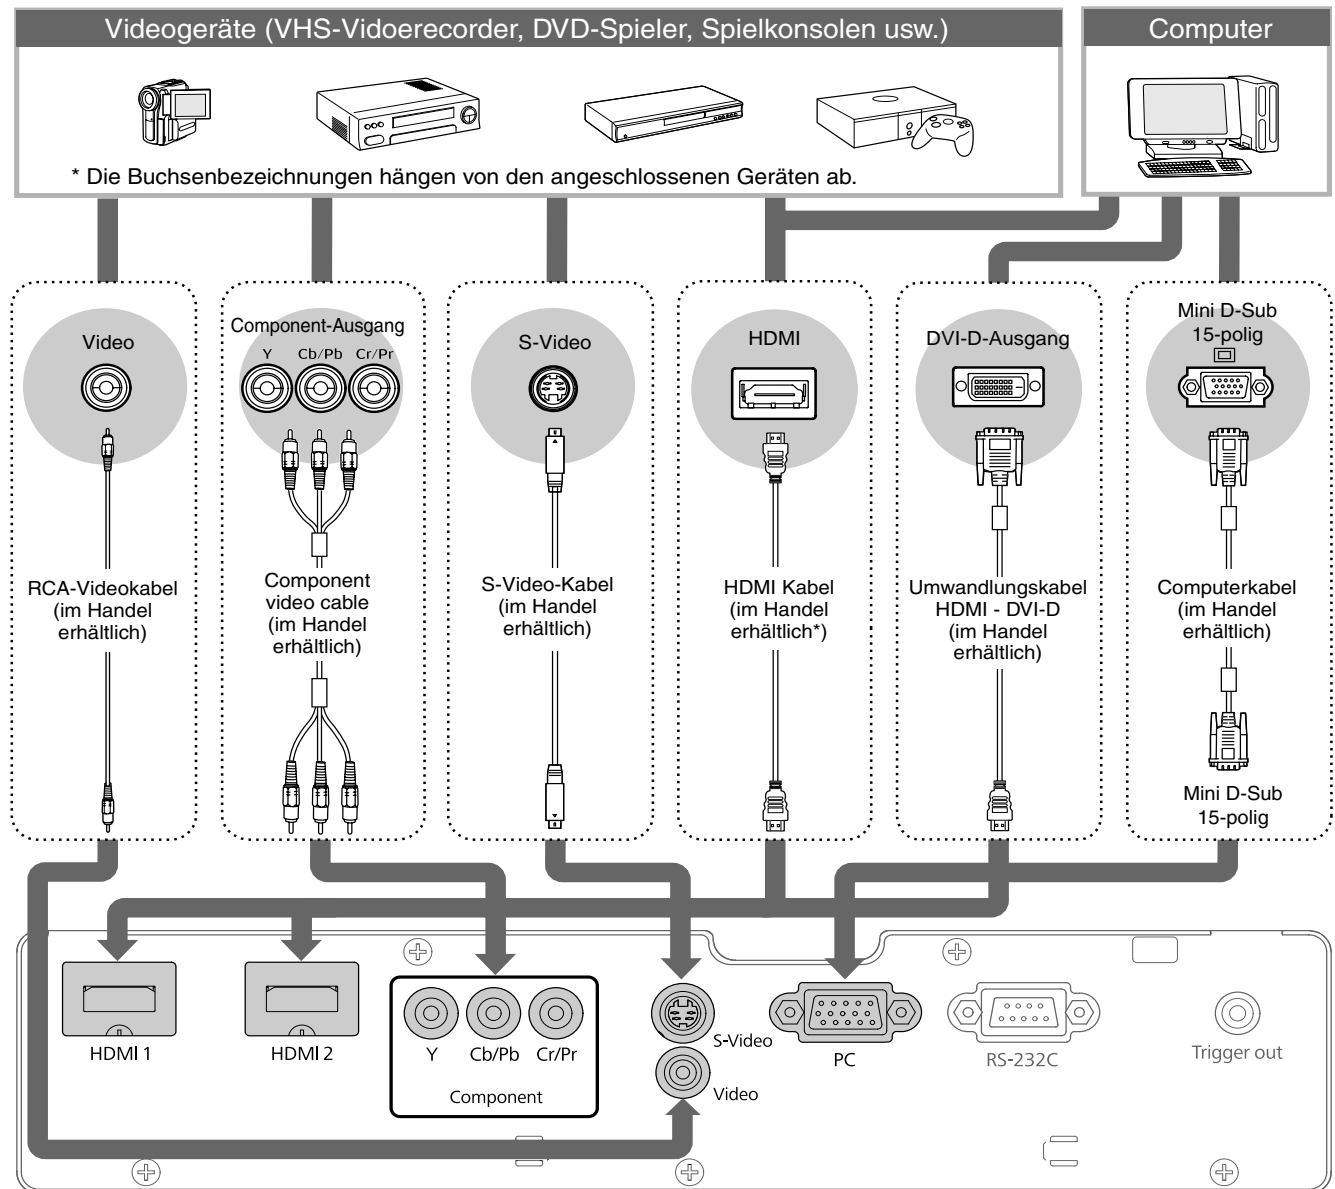 Videogeräte (VHS-Vidoerecorder, DVD-Spieler, Spielkonsolen usw.)
Computer
* Die Buchsenbezeichnungen hängen von den angeschlossenen Geräten ab.
Video
Component-Ausgang
Y Cb/Pb Cr/Pr
S-Video
HDMI
DVI-D-Ausgang
Mini D-Sub
15-polig
RCA-Videokabel
(im Handel
erhältlich)
Component
video cable
(im Handel
erhältlich)
S-Video-Kabel
(im Handel
erhältlich)
HDMI Kabel
(im Handel
erhältlich*)
Umwandlungskabel
HDMI - DVI-D
(im Handel
erhältlich)
Computerkabel
(im Handel
erhältlich)
Mini D-Sub
15-polig
HDMI 1
HDMI 2
Y Cb/Pb Cr/Pr
Component
S-Video
Video
PC
RS-232C
Trigger out